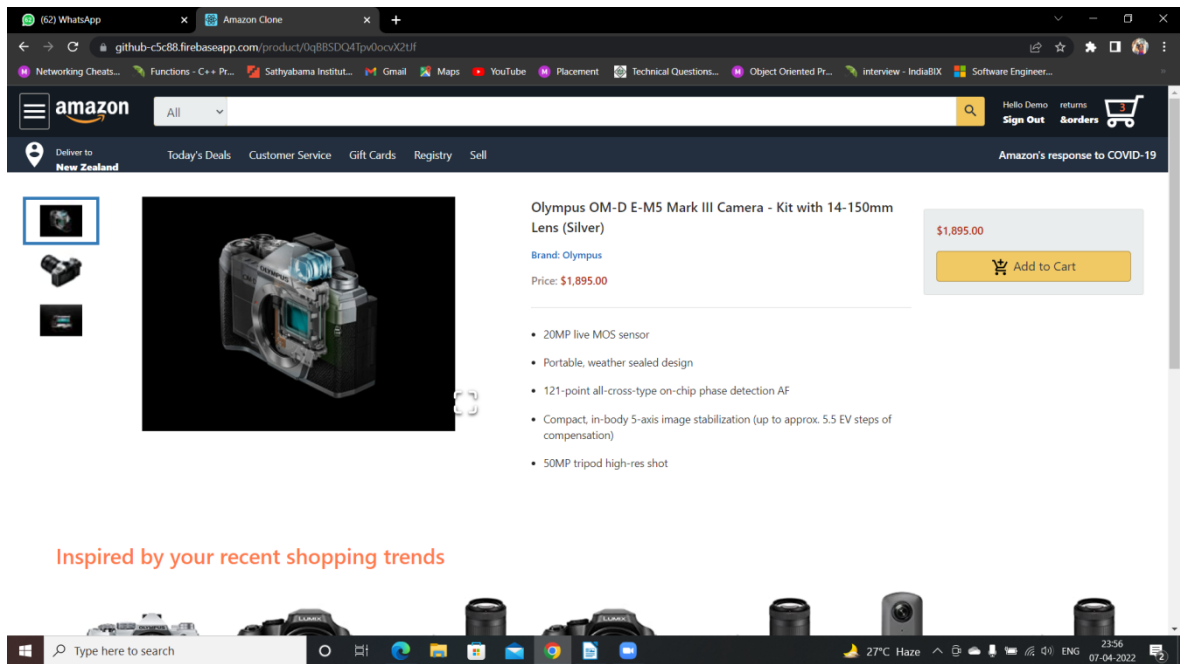 (62) WhatsApp
Amazon Clone
github-c5c88.firebaseapp.com/product/0qBBSDQ4Tpv0ocvX2tJf
Networking Cheats... Functions - C++ Pr... Sathyabama Institut... Gmail Maps YouTube Placement Technical Questions... Object Oriented Pr... interview - IndiaBIX Software Engineer...
amazon All Hello Demo returns 3
Sign Out &orders
Deliver to
New Zealand
Today's Deals Customer Service Gift Cards Registry Sell Amazon's response to COVID-19
Olympus OM-D E-M5 Mark III Camera - Kit with 14-150mm
Lens (Silver)
Brand: Olympus
Price: $1,895.00
$1,895.00
Add to Cart
OLYMPUS
• 20MP live MOS sensor
• Portable, weather sealed design
• 121-point all-cross-type on-chip phase detection AF
• Compact, in-body 5-axis image stabilization (up to approx. 5.5 EV steps of
compensation)
• 50MP tripod high-res shot
Inspired by your recent shopping trends
LUMIX LUMIX
Type here to search
27°C Haze ENG
23:56
07-04-2022
2